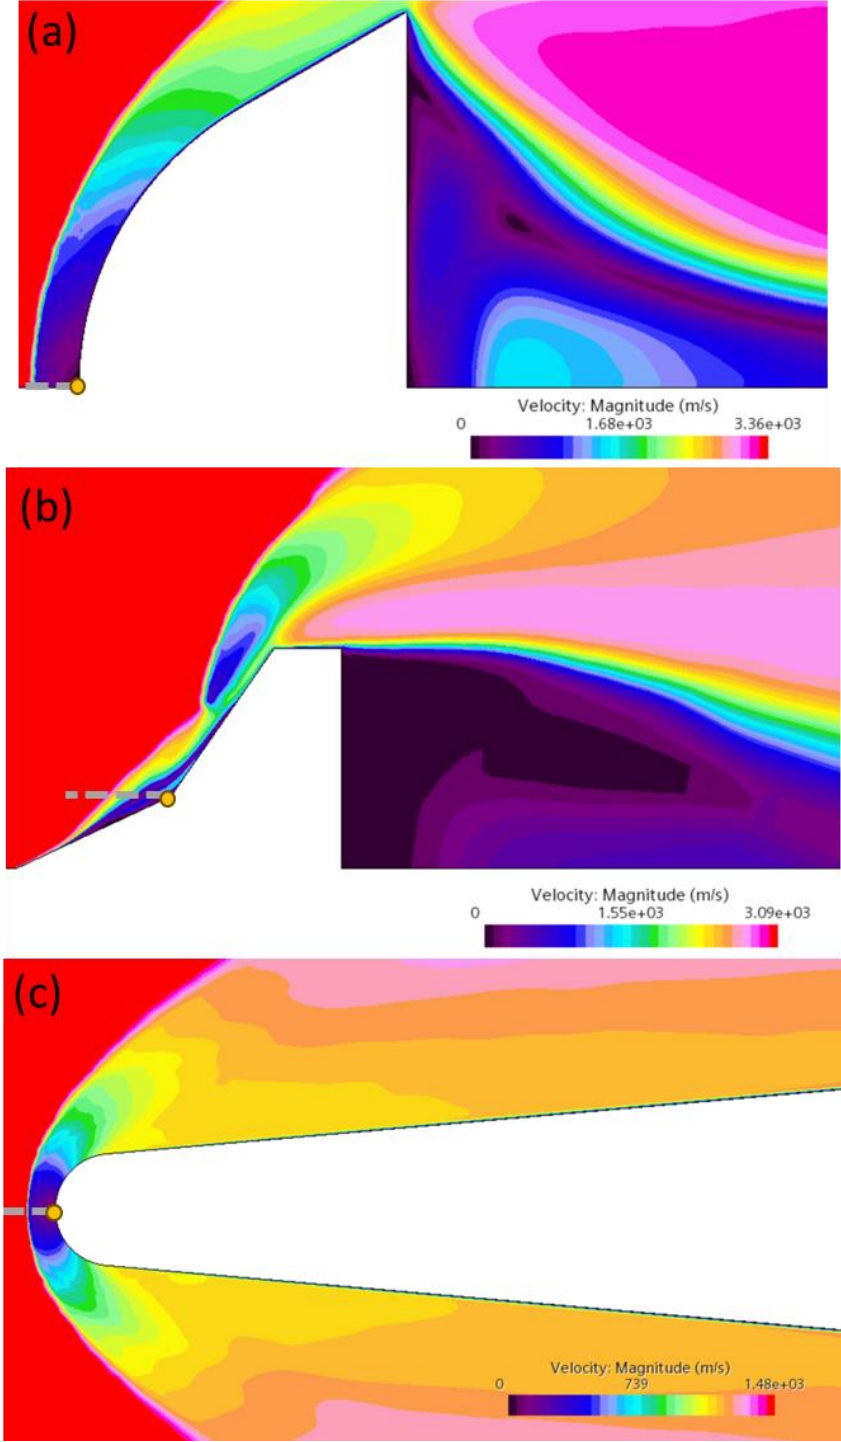 (a)
Velocity: Magnitude (m/s)
0 1.68e+03 3.36e+03
(b)
Velocity: Magnitude (m/s)
0 1.55e+03 3.09e+03
(c)
Velocity: Magnitude (m/s)
0 739 1.48e+03